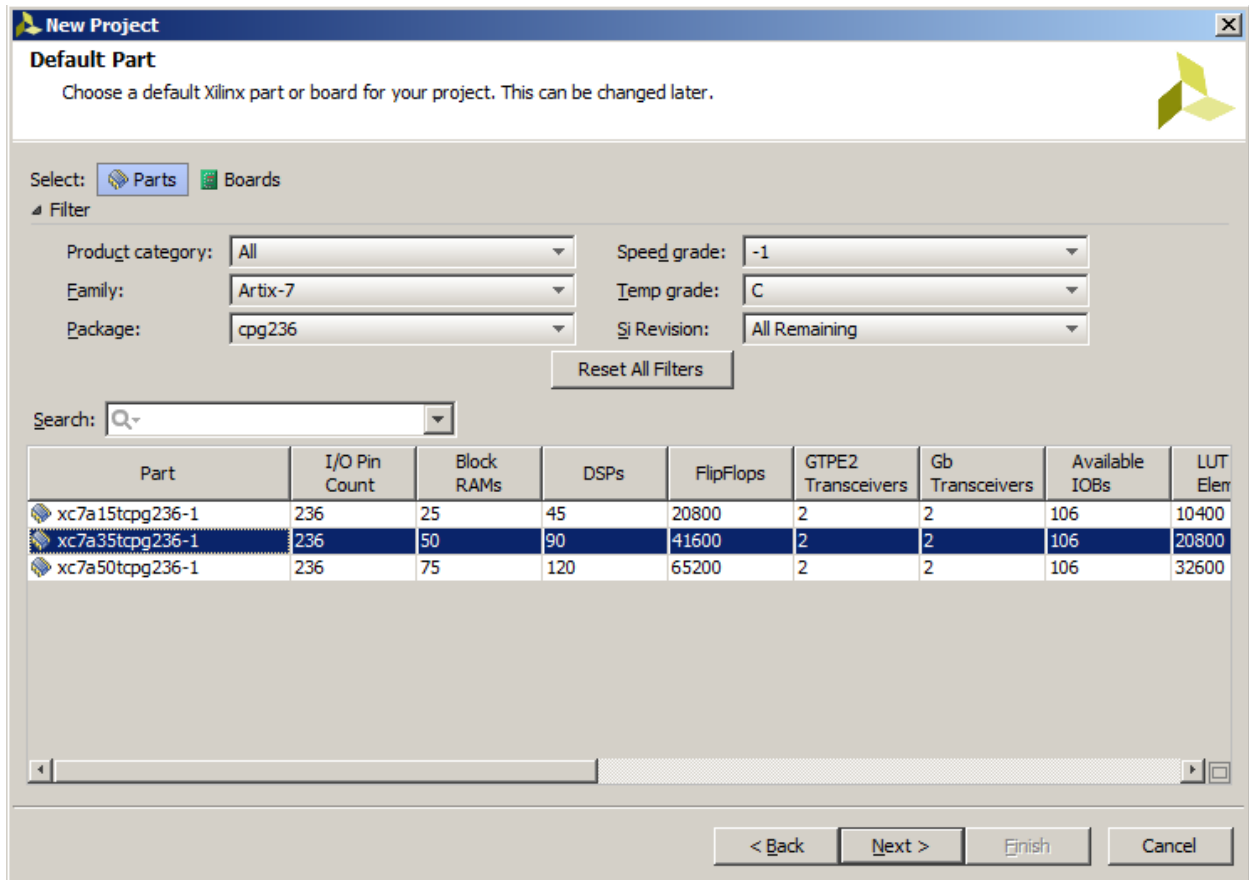 New Project
Default Part
Choose a default Xilinx part or board for your project. This can be changed later.
Select: Parts Boards
Filter
Product category: All Speed grade: -1
Family: Artix-7 Temp grade: C
Package: cpg236 Si Revision: All Remaining
Reset All Filters
Search:
Part I/O Pin Count Block RAMs DSPs FlipFlops GTPE2 Transceivers Gb Transceivers Available IOBs LUT Elem
xc7a15tcpg236-1 236 25 45 20800 2 2 106 10400
xc7a35tcpg236-1 236 50 90 41600 2 2 106 20800
xc7a50tcpg236-1 236 75 120 65200 2 2 106 32600
< Back Next > Finish Cancel